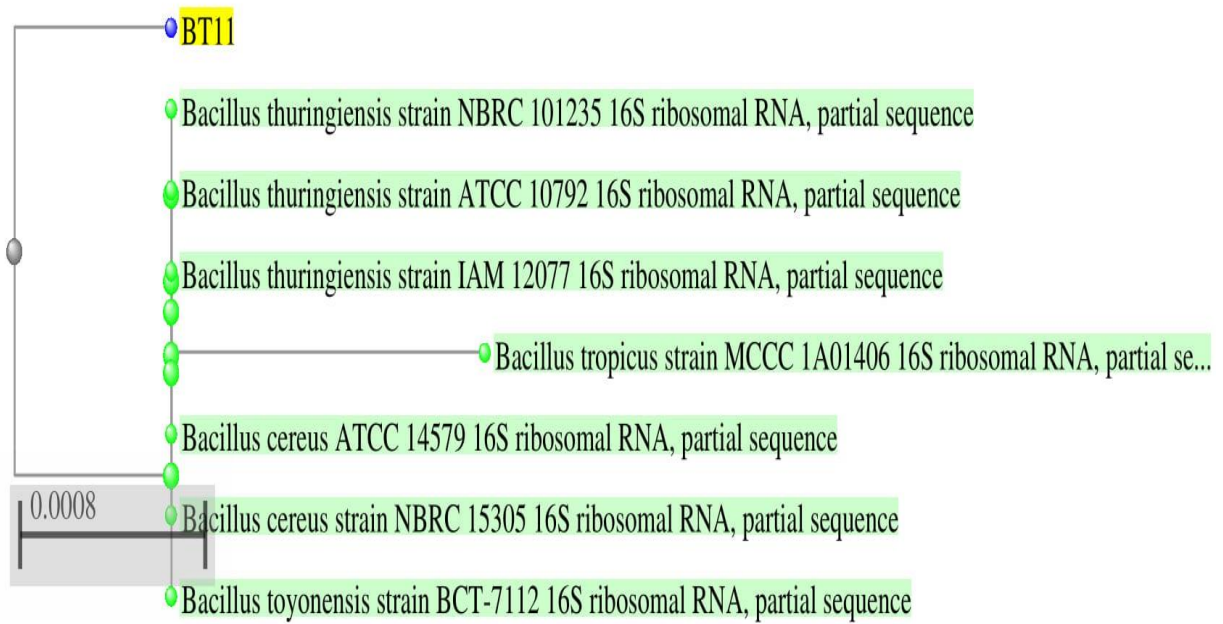 BT11
Bacillus thuringiensis strain NBRC 101235 16S ribosomal RNA, partial sequence
Bacillus thuringiensis strain ATCC 10792 16S ribosomal RNA, partial sequence
Bacillus thuringiensis strain IAM 12077 16S ribosomal RNA, partial sequence
Bacillus tropicus strain MCCC 1A01406 16S ribosomal RNA, partial se...
Bacillus cereus ATCC 14579 16S ribosomal RNA, partial sequence
0.0008
Bacillus cereus strain NBRC 15305 16S ribosomal RNA, partial sequence
Bacillus toyonensis strain BCT-7112 16S ribosomal RNA, partial sequence